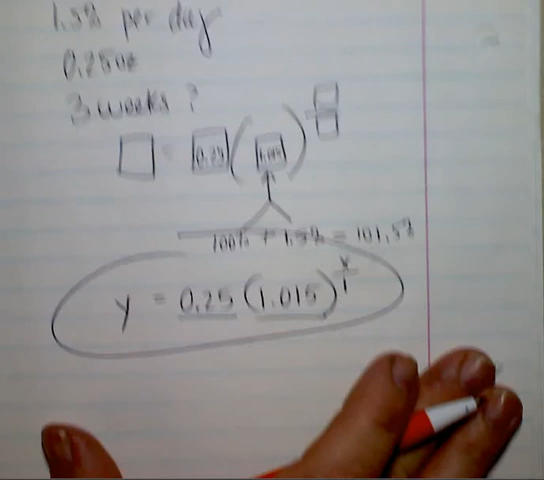 1.5% per day
0.25oz
3 weeks ?
= 0.25 ( 1.015 )
100% + 1.5% = 101.5%
y = 0.25 (1.015)^x/1